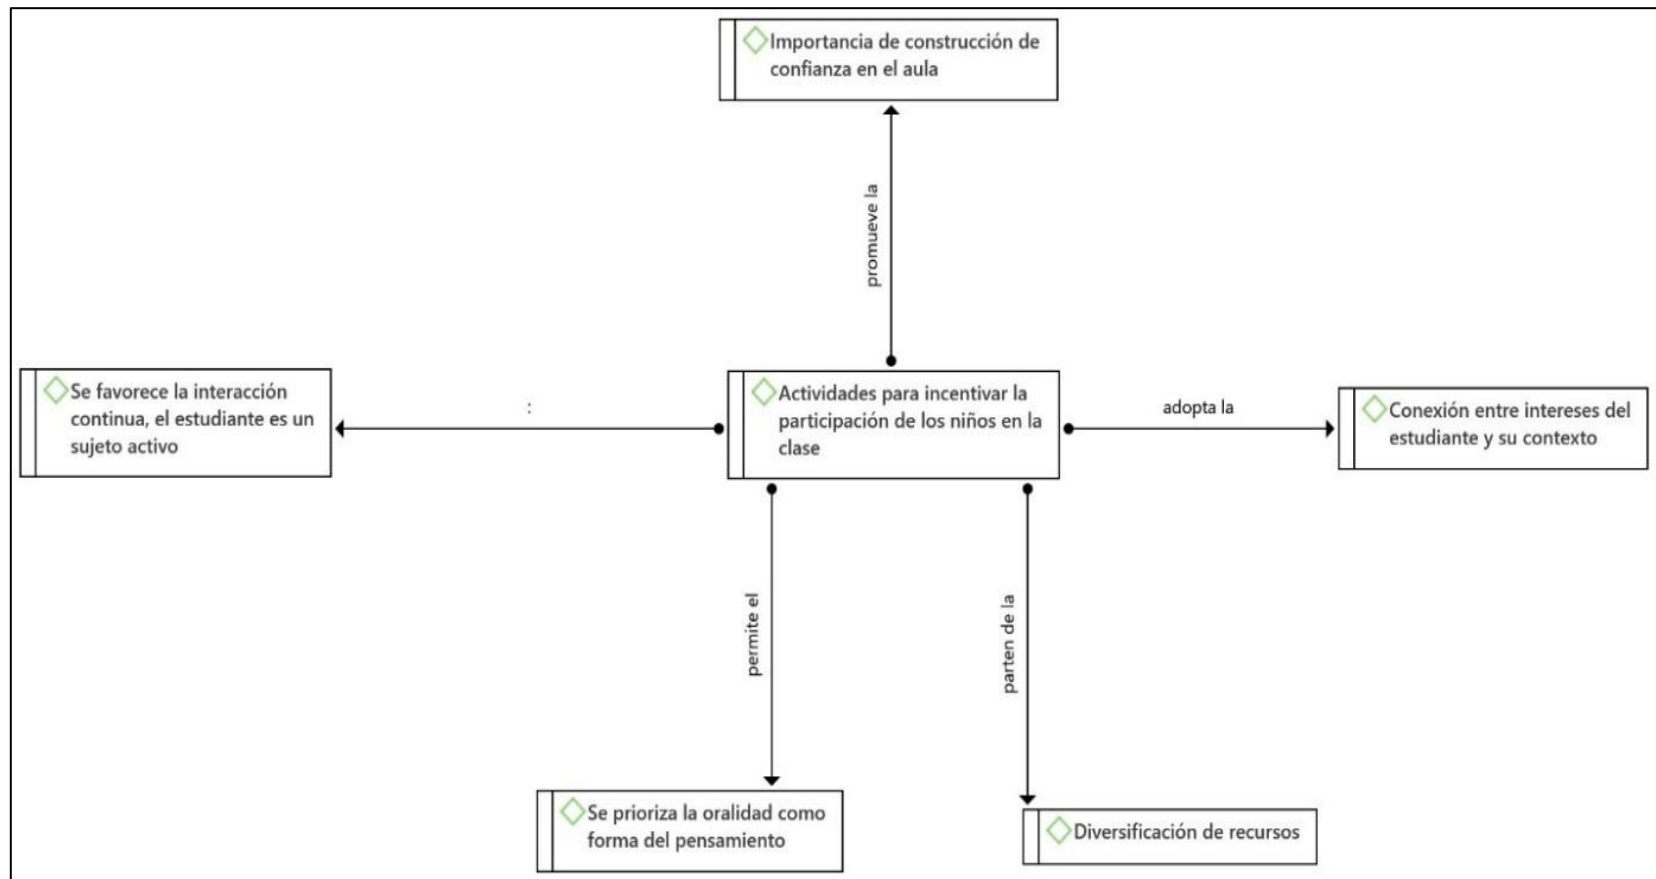 Importancia de construcción de
confianza en el aula
promueve la
Se favorece la interacción
continua, el estudiante es un
sujeto activo
:
Actividades para incentivar la
participación de los niños en la
clase
adopta la
Conexión entre intereses del
estudiante y su contexto
permite el
parten de la
Se prioriza la oralidad como
forma del pensamiento
Diversificación de recursos